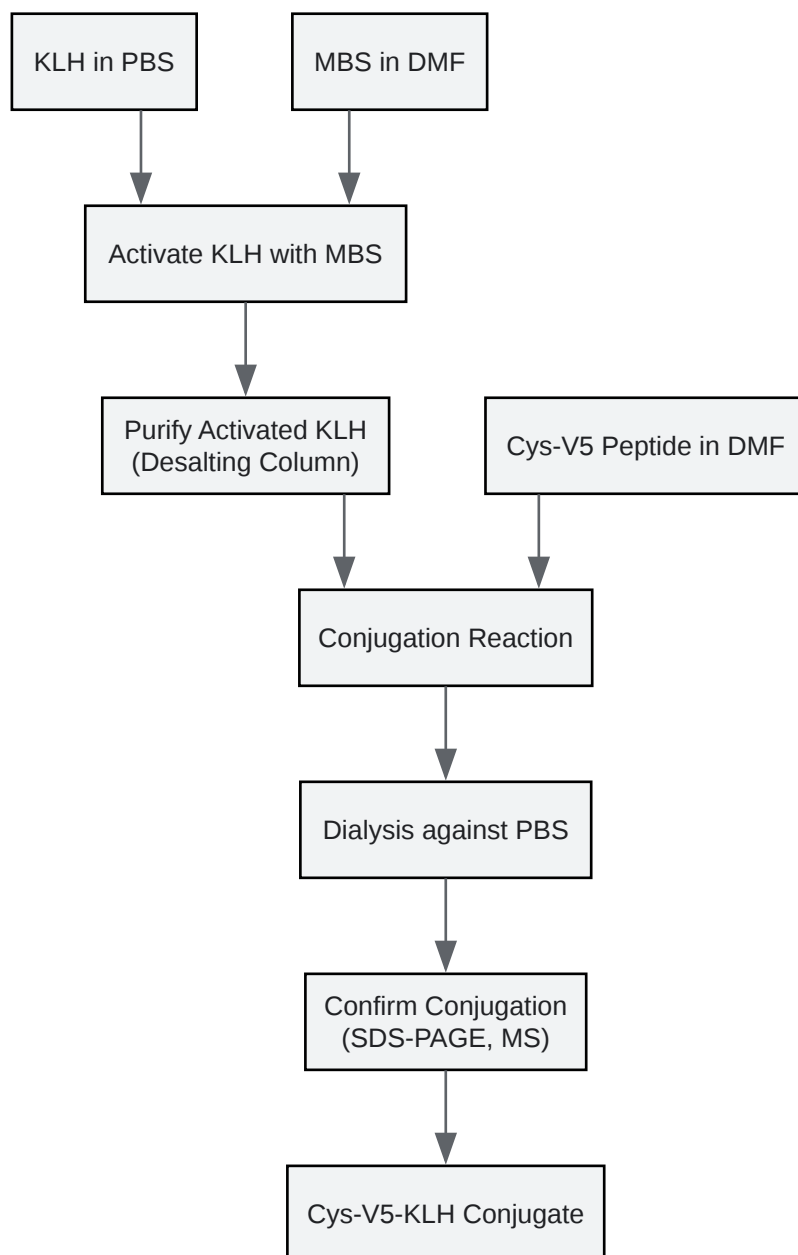 KLH in PBS
MBS in DMF
Activate KLH with MBS
Purify Activated KLH
(Desalting Column)
Cys-V5 Peptide in DMF
Conjugation Reaction
Dialysis against PBS
Confirm Conjugation
(SDS-PAGE, MS)
Cys-V5-KLH Conjugate